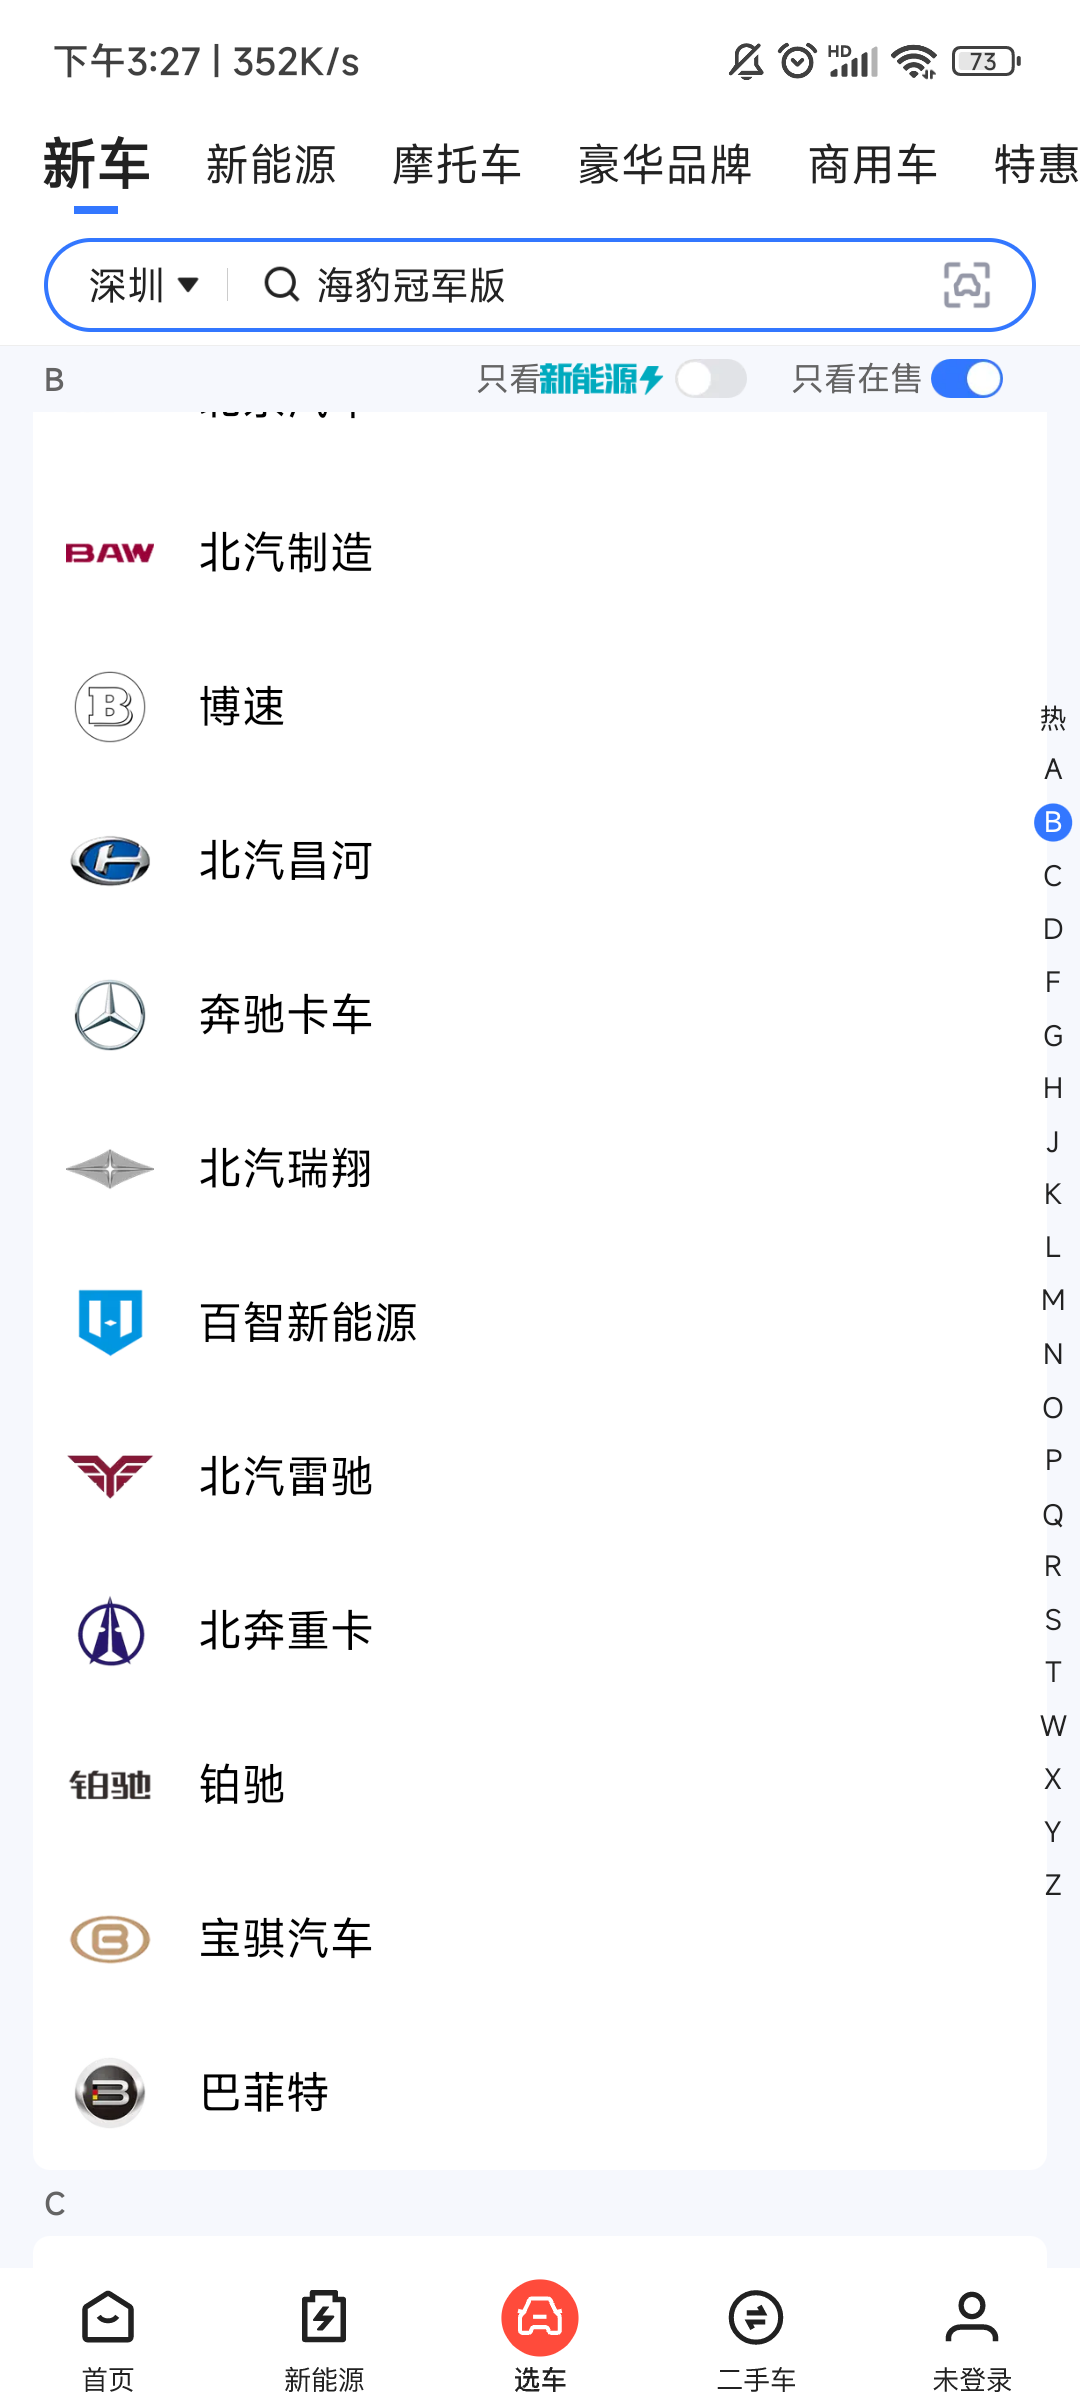 下午3:27 | 352K/s
HD
73
新车 新能源 摩托车 豪华品牌 商用车 特惠
深圳 海豹冠军版
B 只看新能源 只看在售
BAW 北汽制造
博速
北汽昌河
奔驰卡车
北汽瑞翔
百智新能源
北汽雷驰
北奔重卡
铂驰 铂驰
宝骐汽车
巴菲特
C
热
A
B
C
D
F
G
H
J
K
L
M
N
O
P
Q
R
S
T
W
X
Y
Z
首页 新能源 选车 二手车 未登录